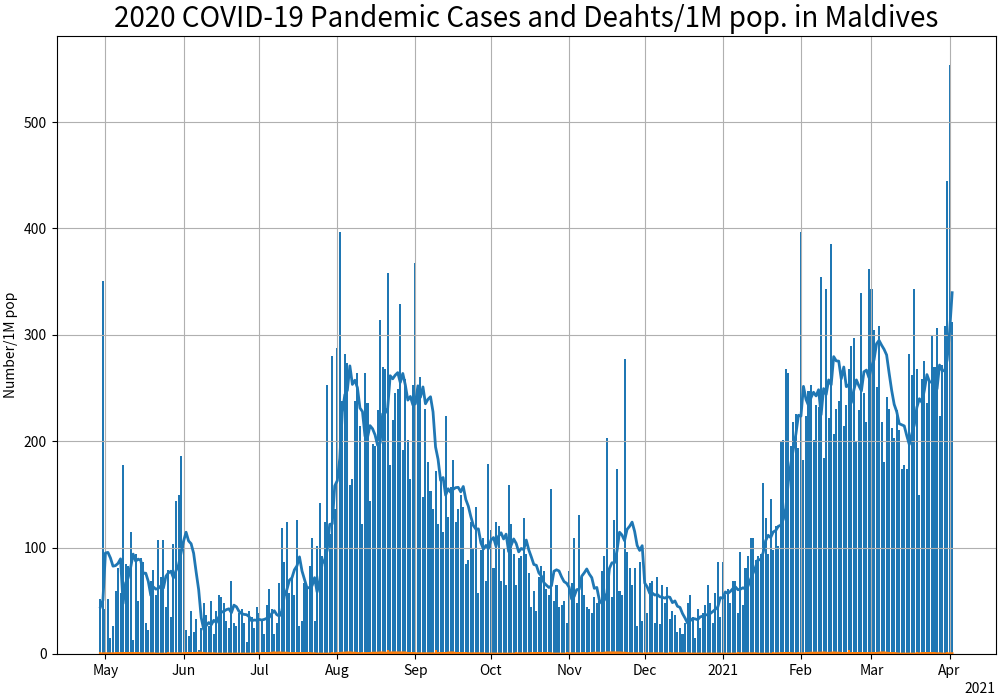 2020 COVID-19 Pandemic Cases and Deahts/1M pop. in Maldives
Number/1M pop
500
400
300
200
100
0
May Jun Jul Aug Sep Oct Nov Dec 2021 Feb Mar Apr
2021